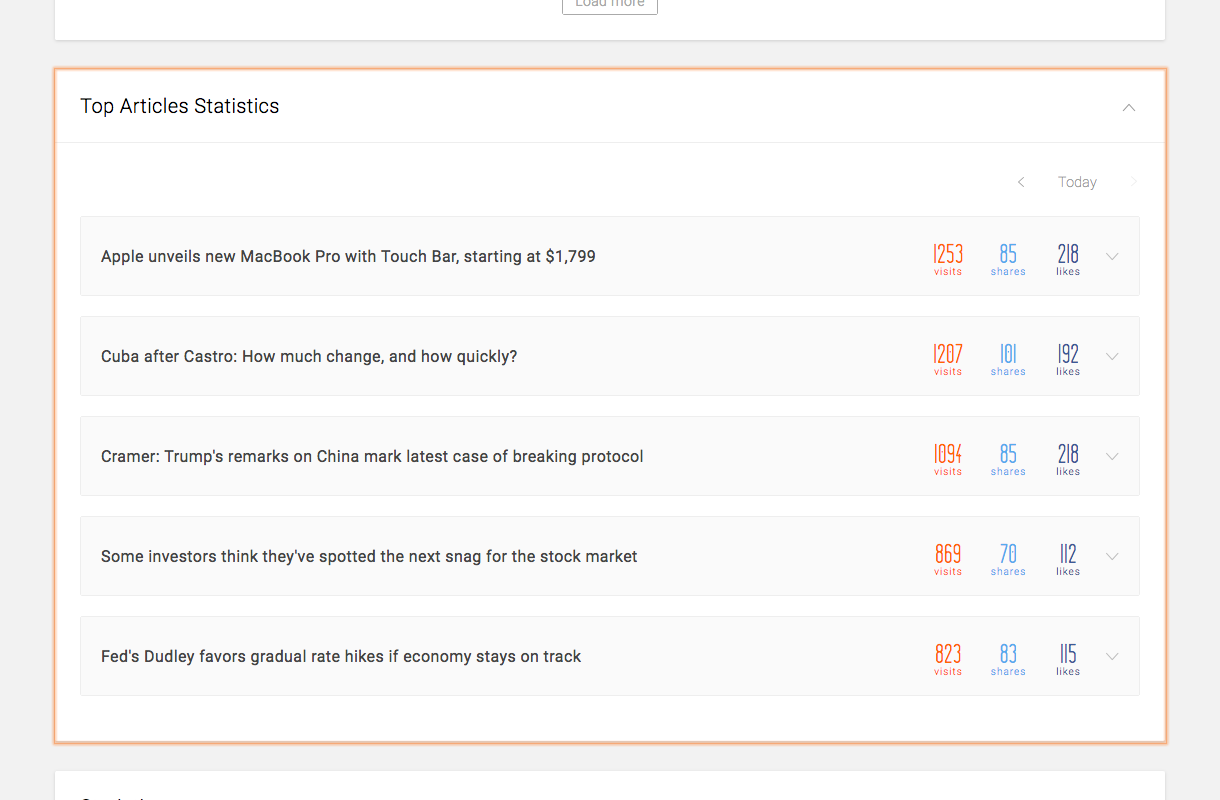 Load more
Top Articles Statistics
Today
Apple unveils new MacBook Pro with Touch Bar, starting at $1,799
1253 85 218
visits shares likes
Cuba after Castro: How much change, and how quickly?
1207 101 192
visits shares likes
Cramer: Trump's remarks on China mark latest case of breaking protocol
1094 85 218
visits shares likes
Some investors think they've spotted the next snag for the stock market
869 70 112
visits shares likes
Fed's Dudley favors gradual rate hikes if economy stays on track
823 83 115
visits shares likes